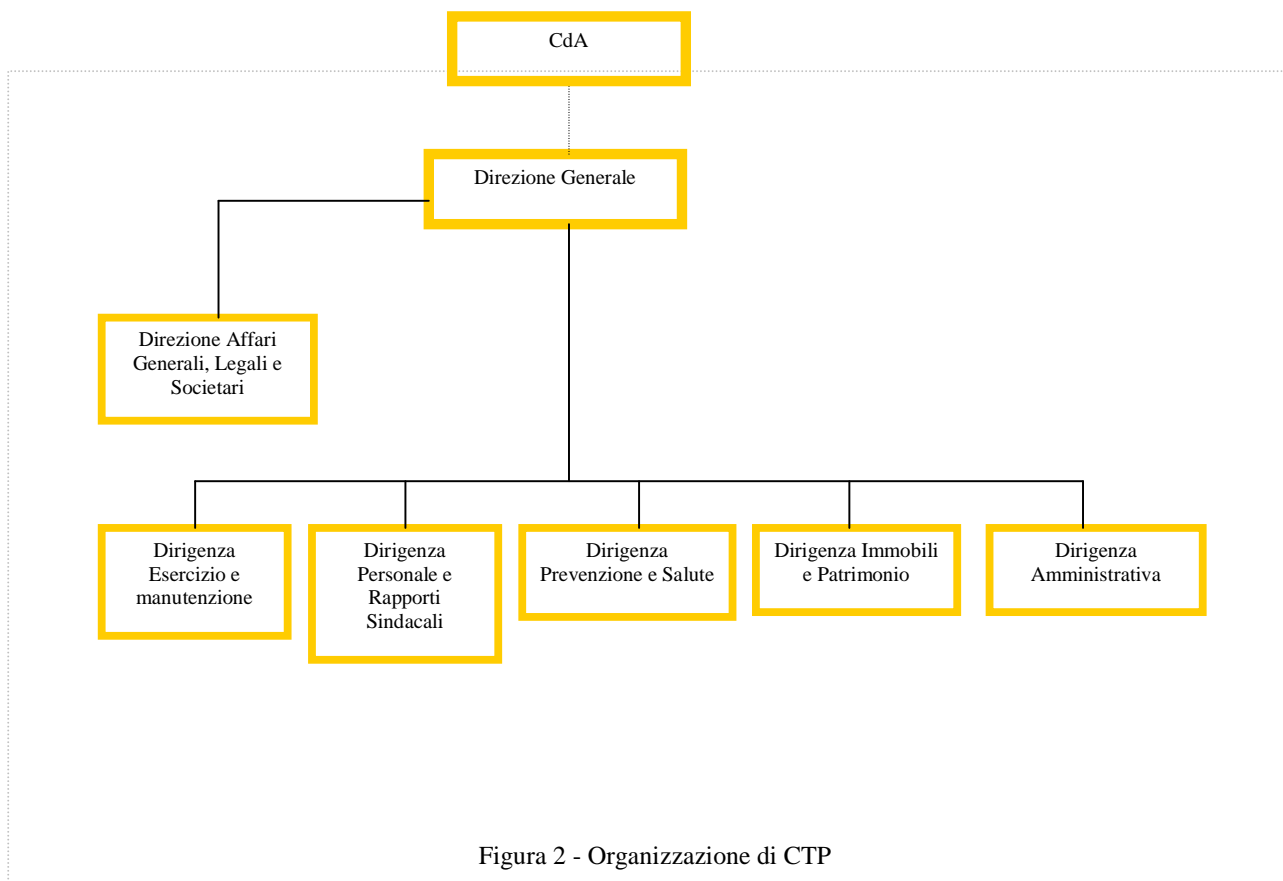 CdA
Direzione Generale
Direzione Affari
Generali, Legali e
Societari
Dirigenza
Esercizio e
manutenzione
Dirigenza
Personale e
Rapporti
Sindacali
Dirigenza
Prevenzione e Salute
Dirigenza Immobili
e Patrimonio
Dirigenza
Amministrativa
Figura 2 - Organizzazione di CTP